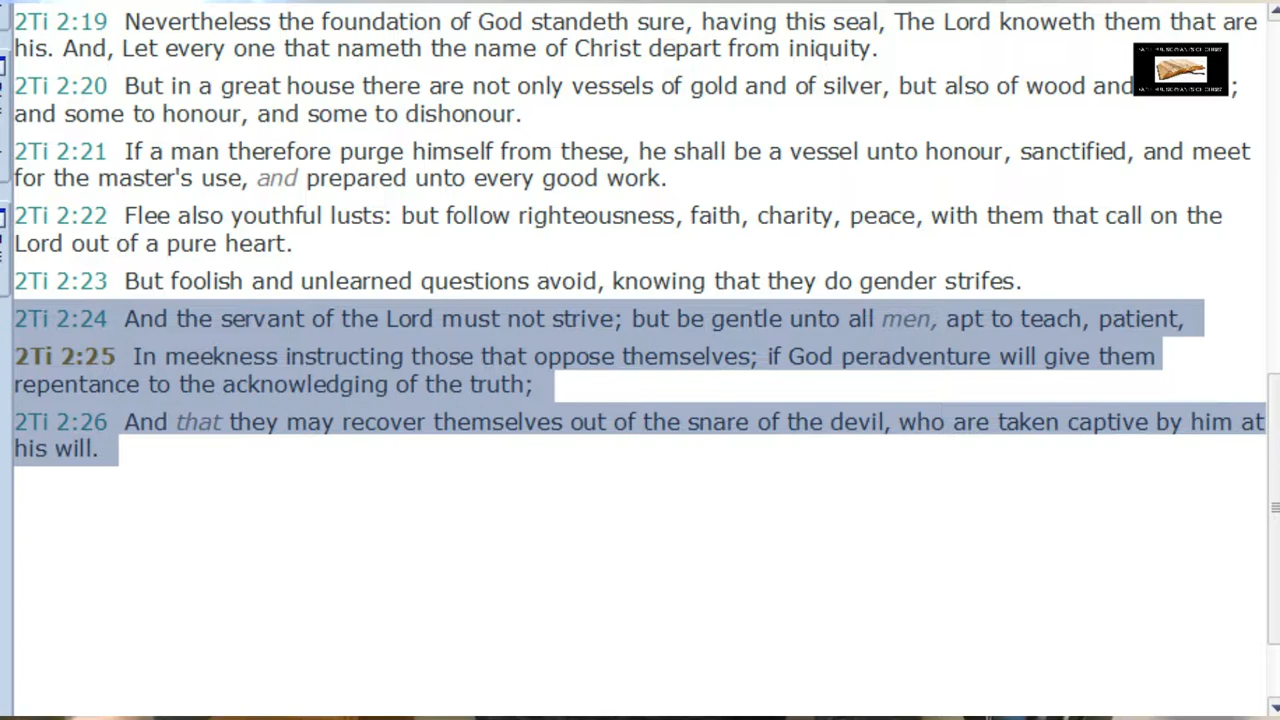 2Ti 2:19 Nevertheless the foundation of God standeth sure, having this seal, The Lord knoweth them that are
his. And, Let every one that nameth the name of Christ depart from iniquity.
2Ti 2:20 But in a great house there are not only vessels of gold and of silver, but also of wood and ;
and some to honour, and some to dishonour.
2Ti 2:21 If a man therefore purge himself from these, he shall be a vessel unto honour, sanctified, and meet
for the master's use, and prepared unto every good work.
2Ti 2:22 Flee also youthful lusts: but follow righteousness, faith, charity, peace, with them that call on the
Lord out of a pure heart.
2Ti 2:23 But foolish and unlearned questions avoid, knowing that they do gender strifes.
2Ti 2:24 And the servant of the Lord must not strive; but be gentle unto all men, apt to teach, patient,
2Ti 2:25 In meekness instructing those that oppose themselves; if God peradventure will give them
repentance to the acknowledging of the truth;
2Ti 2:26 And that they may recover themselves out of the snare of the devil, who are taken captive by him at
his will.